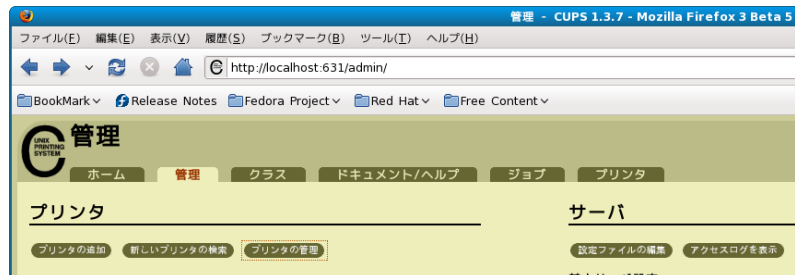 管理 - CUPS 1.3.7 - Mozilla Firefox 3 Beta 5
ファイル(F) 編集(E) 表示(V) 履歴(S) ブックマーク(B) ツール(T) ヘルプ(H)
http://localhost:631/admin/
BookMark Release Notes Fedora Project Red Hat Free Content
UNIX PRINTING SYSTEM
管理
ホーム 管理 クラス ドキュメント/ヘルプ ジョブ プリンタ
プリンタ サーバ
プリンタの追加 新しいプリンタの検索 プリンタの管理 設定ファイルの編集 アクセスログを表示